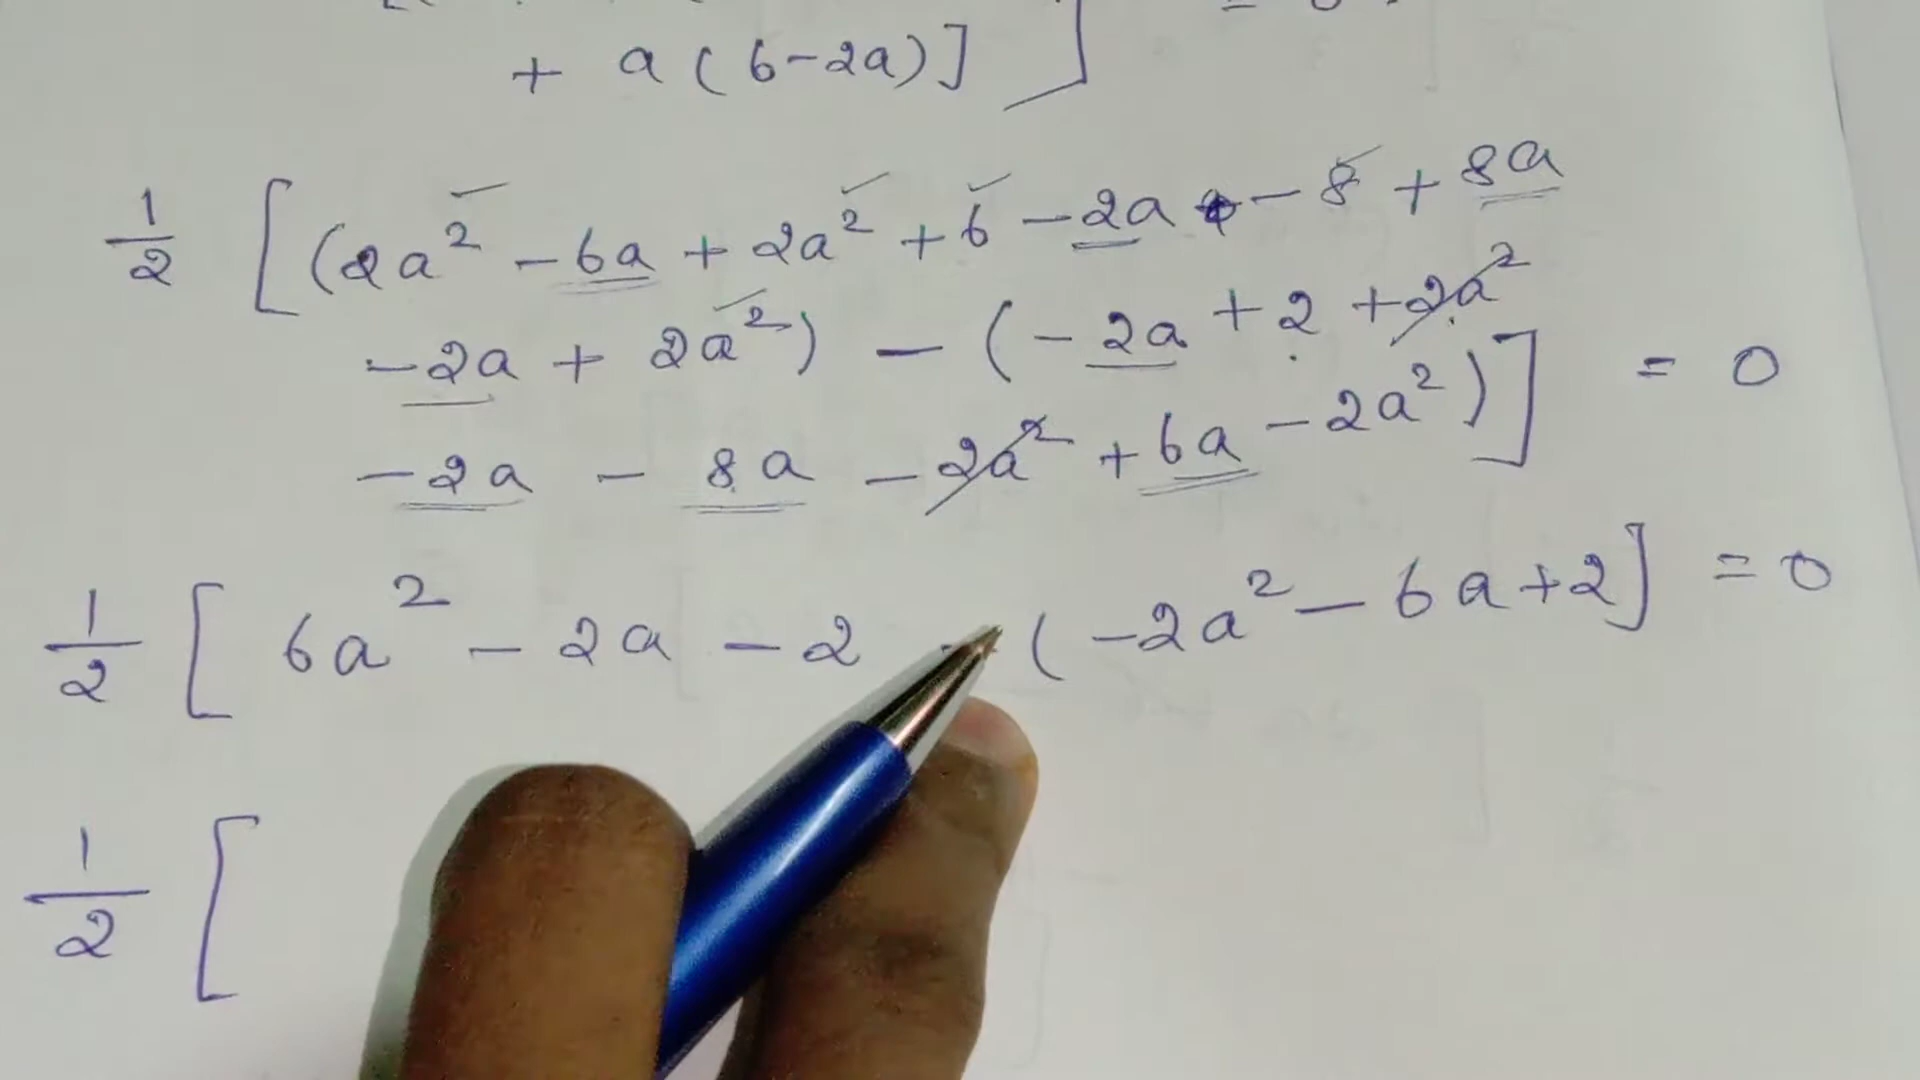 + a(6-2a)] ]
1/2 [(2a² - 6a + 2a² + 6 - 2a - 8 + 8a
- 2a + 2a²) - (-2a + 2 + 2a²
- 2a - 8a - 2a² + 6a - 2a²)] = 0
1/2 [ 6a² - 2a - 2 - (-2a² - 6a + 2] = 0
1/2 [